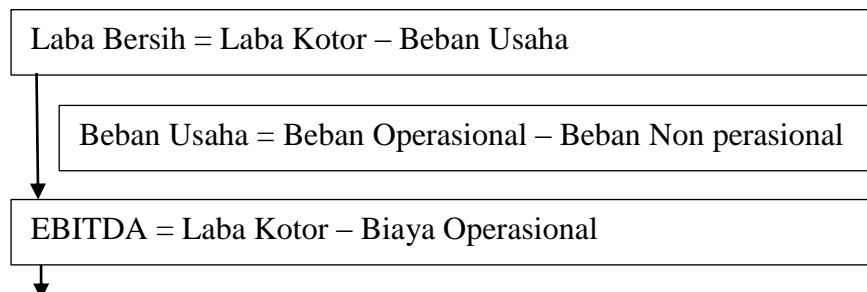 Laba Bersih = Laba Kotor – Beban Usaha
Beban Usaha = Beban Operasional – Beban Non perasional
EBITDA = Laba Kotor – Biaya Operasional